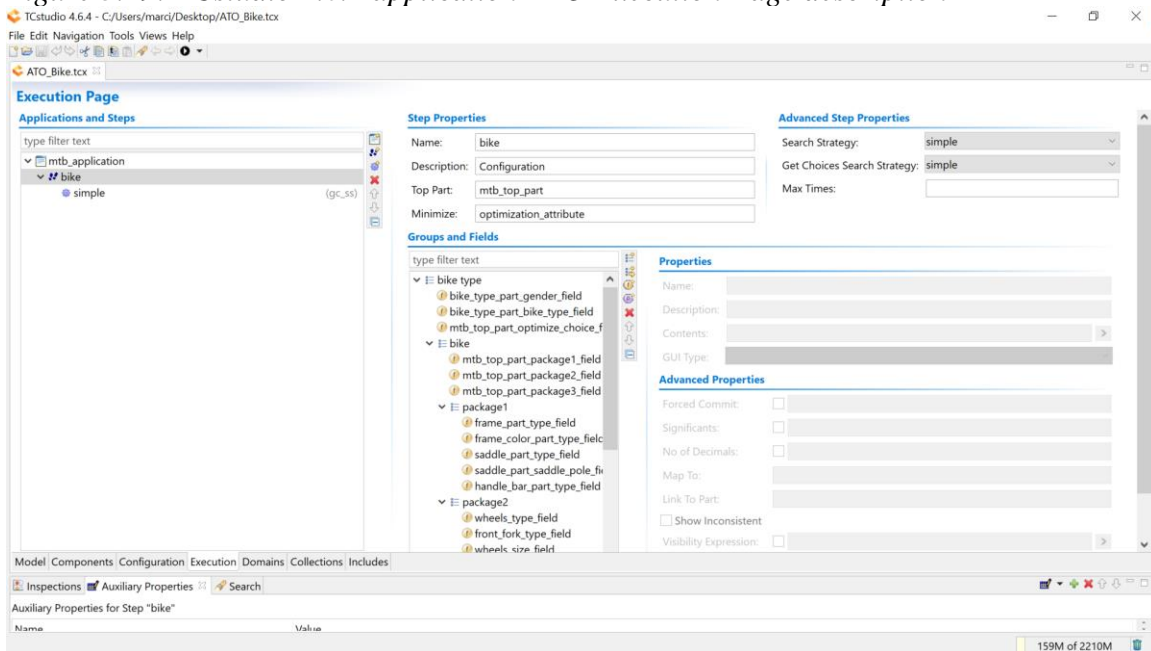 TCstudio 4.6.4 - C:/Users/marci/Desktop/ATO_Bike.tcx
File Edit Navigation Tools Views Help
ATO_Bike.tcx
Execution Page
Applications and Steps
type filter text
mtb_application
bike
simple (gc_ss)
Step Properties
Name: bike
Description: Configuration
Top Part: mtb_top_part
Minimize: optimization_attribute
Advanced Step Properties
Search Strategy: simple
Get Choices Search Strategy: simple
Max Times:
Groups and Fields
type filter text
bike type
bike_type_part_gender_field
bike_type_part_bike_type_field
mtb_top_part_optimize_choice_f
bike
mtb_top_part_package1_field
mtb_top_part_package2_field
mtb_top_part_package3_field
package1
frame_part_type_field
frame_color_part_type_fielc
saddle_part_type_field
saddle_part_saddle_pole_fi
handle_bar_part_type_field
package2
wheels_type_field
front_fork_type_field
wheels_size_field
Properties
Name:
Description:
Contents:
GUI Type:
Advanced Properties
Forced Commit:
Significants:
No of Decimals:
Map To:
Link To Part:
Show Inconsistent
Visibility Expression:
Model Components Configuration Execution Domains Collections Includes
Inspections Auxiliary Properties Search
Auxiliary Properties for Step "bike"
Name Value
159M of 2210M